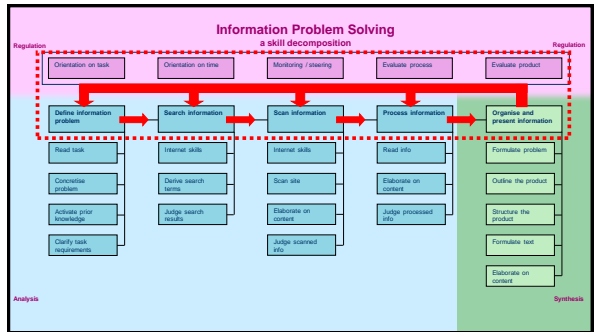 Information Problem Solving
a skill decomposition
Regulation
Regulation
Orientation on task
Orientation on time
Monitoring / steering
Evaluate process
Evaluate product
Define information
problem
Search information
Scan information
Process information
Organise and
present information
Read task
Concretise
problem
Activate prior
knowledge
Clarify task
requirements
Internet skills
Derive search
terms
Judge search
results
Internet skills
Scan site
Elaborate on
content
Judge scanned
info
Read info
Elaborate on
content
Judge processed
info
Formulate problem
Outline the product
Structure the
product
Formulate text
Elaborate on
content
Analysis
Synthesis